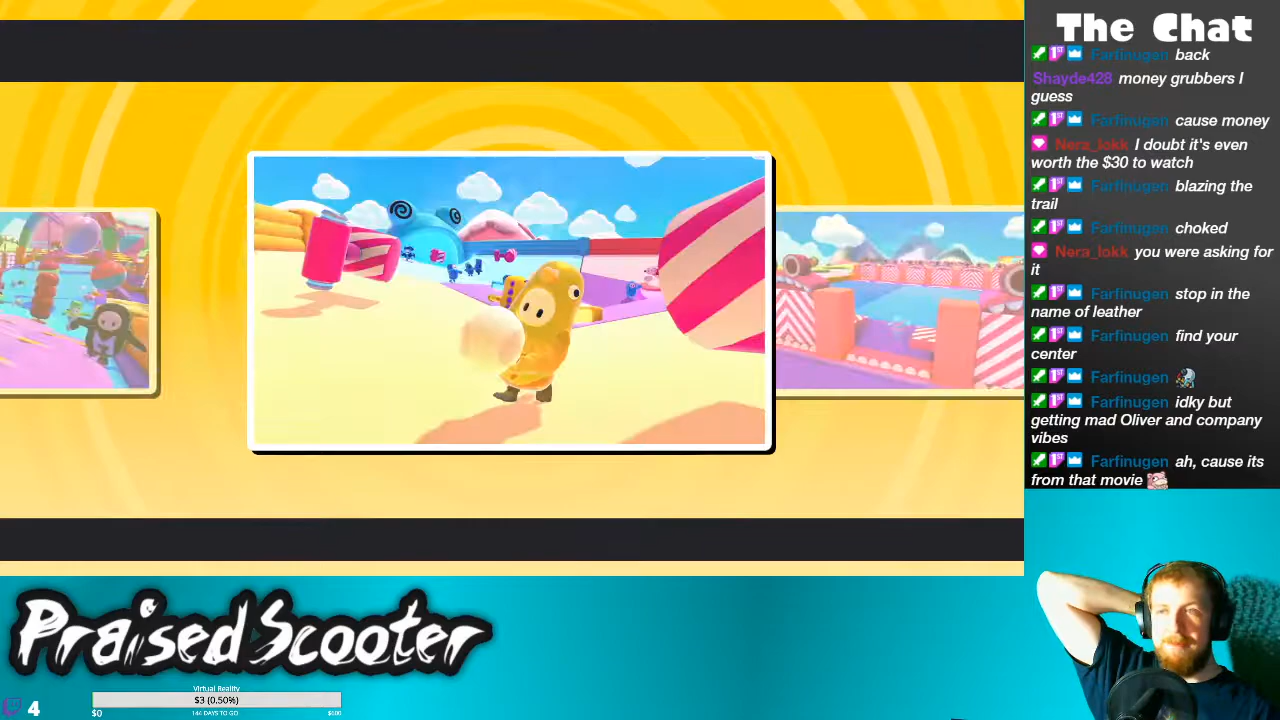 The Chat
Farfinugen back
Shayde428 money grubbers I
guess
Farfinugen cause money
Nera_lokk I doubt it's even
worth the $30 to watch
Farfinugen blazing the
trail
Farfinugen choked
Nera_lokk you were asking for
it
Farfinugen stop in the
name of leather
Farfinugen find your
center
Farfinugen
Farfinugen idky but
getting mad Oliver and company
vibes
Farfinugen ah, cause its
from that movie
PraisedScooter
Virtual Reality
$3 (0.50%)
4
$0